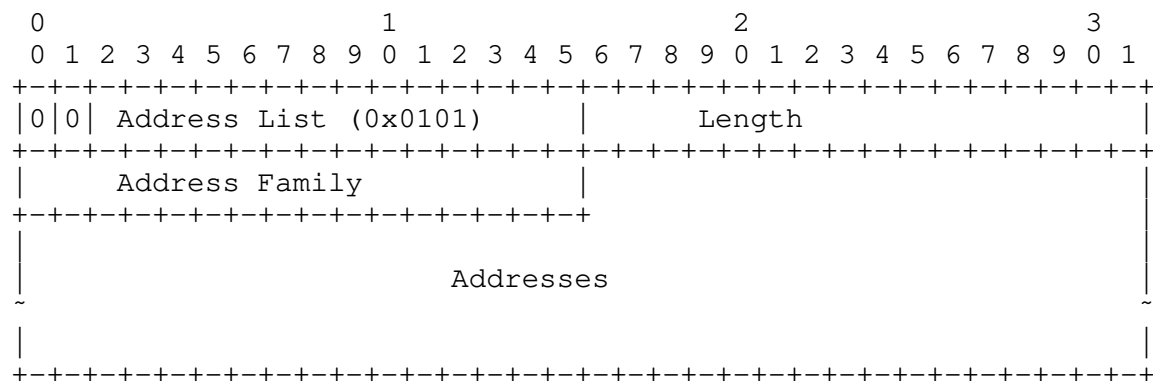 0                   1                   2                   3
 0 1 2 3 4 5 6 7 8 9 0 1 2 3 4 5 6 7 8 9 0 1 2 3 4 5 6 7 8 9 0 1
+-+-+-+-+-+-+-+-+-+-+-+-+-+-+-+-+-+-+-+-+-+-+-+-+-+-+-+-+-+-+-+-+
|0|0| Address List (0x0101)     |      Length                   |
+-+-+-+-+-+-+-+-+-+-+-+-+-+-+-+-+-+-+-+-+-+-+-+-+-+-+-+-+-+-+-+-+
|     Address Family            |                               |
+-+-+-+-+-+-+-+-+-+-+-+-+-+-+-+-+                               |
|                                                               |
|                        Addresses                              |
~                                                               ~
|                                                               |
+-+-+-+-+-+-+-+-+-+-+-+-+-+-+-+-+-+-+-+-+-+-+-+-+-+-+-+-+-+-+-+-+